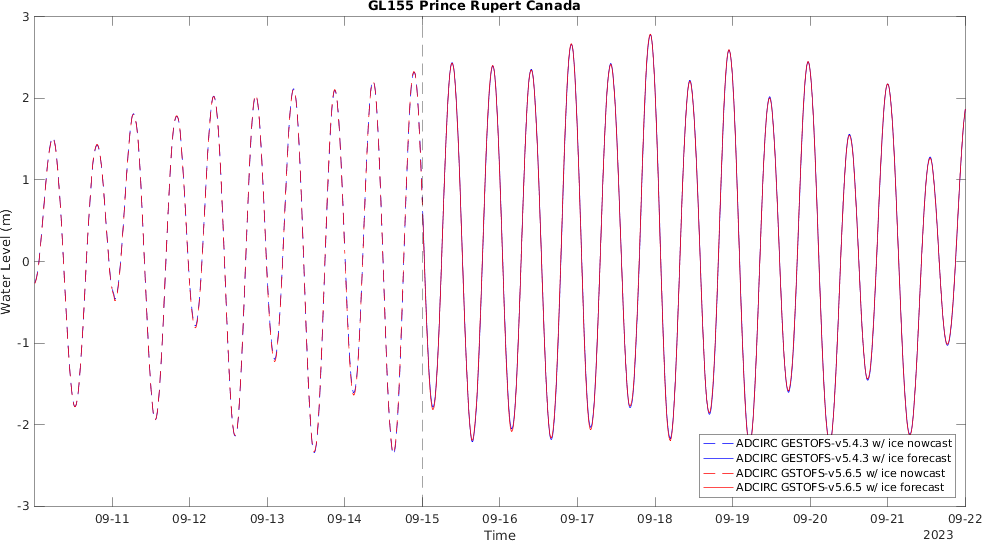 GL155 Prince Rupert Canada
3
2
1
0
-1
-2
-3
Water Level (m)
ADCIRC GESTOFS-v5.4.3 w/ ice nowcast
ADCIRC GESTOFS-v5.4.3 w/ ice forecast
ADCIRC GSTOFS-v5.6.5 w/ ice nowcast
ADCIRC GSTOFS-v5.6.5 w/ ice forecast
09-11 09-12 09-13 09-14 09-15 09-16 09-17 09-18 09-19 09-20 09-21 09-22
Time
2023